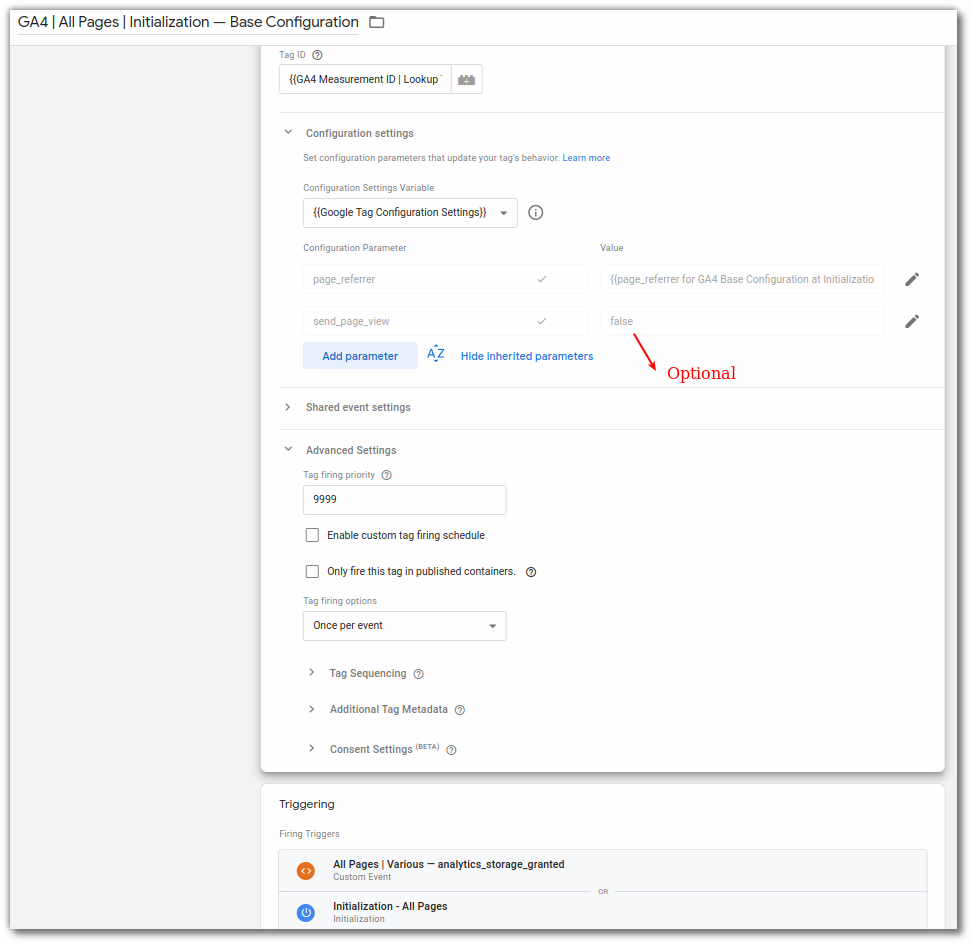 GA4 | All Pages | Initialization — Base Configuration
Tag ID
{{GA4 Measurement ID | Lookup
Configuration settings
Set configuration parameters that update your tag's behavior. Learn more
Configuration Settings Variable
{{Google Tag Configuration Settings}}
Configuration Parameter Value
page_referrer {{page_referrer for GA4 Base Configuration at Initializatio
send_page_view false
Add parameter AZ Hide inherited parameters
Optional
Shared event settings
Advanced Settings
Tag firing priority
9999
Enable custom tag firing schedule
Only fire this tag in published containers.
Tag firing options
Once per event
Tag Sequencing
Additional Tag Metadata
Consent Settings (BETA)
Triggering
Firing Triggers
All Pages | Various — analytics_storage_granted
Custom Event
OR
Initialization - All Pages
Initialization